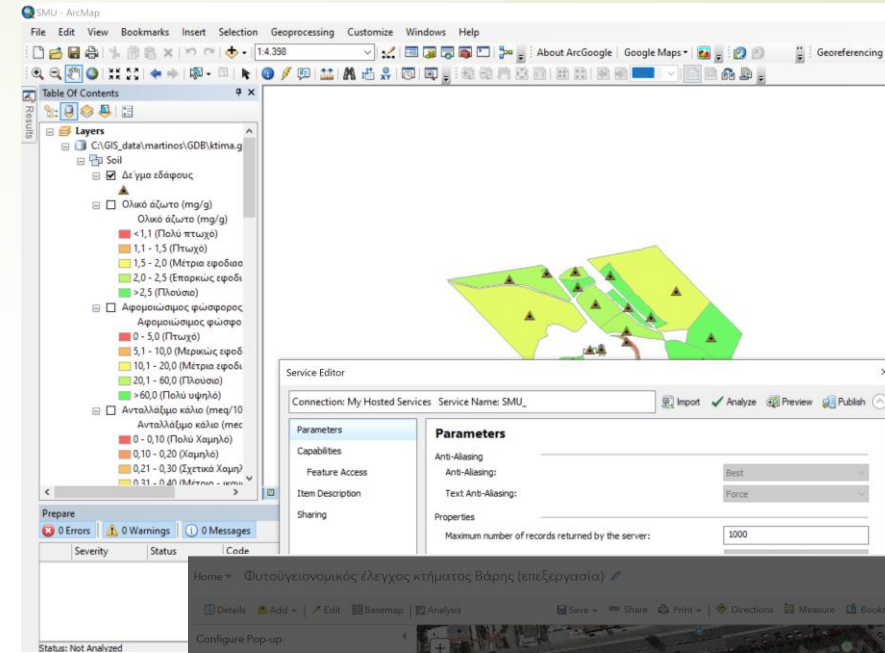 SMU - ArcMap
File Edit View Bookmarks Insert Selection Geoprocessing Customize Windows Help
1:4.398
About ArcGoogle Google Maps
Georeferencing
Table Of Contents
Results
Layers
C:\GIS_data\martinos\GDB\ktima.g
Soil
Δείγμα εδάφους
Ολικό άζωτο (mg/g)
Ολικό άζωτο (mg/g)
<1,1 (Πολύ πτωχό)
1,1 - 1,5 (Πτωχό)
1,5 - 2,0 (Μέτρια εφοδιασ
2,0 - 2,5 (Επαρκώς εφοδι
>2,5 (Πλούσιο)
Αφομοιώσιμος φώσφορος
Αφομοιώσιμος φώσφο
0 - 5,0 (Πτωχό)
5,1 - 10,0 (Μερικώς εφοδ
10,1 - 20,0 (Μέτρια εφοδι
20,1 - 60,0 (Πλούσιο)
>60,0 (Πολύ υψηλό)
Ανταλλάξιμο κάλιο (meq/10
Ανταλλάξιμο κάλιο (meq
0 - 0,10 (Πολύ Χαμηλό)
0,10 - 0,20 (Χαμηλό)
0,21 - 0,30 (Σχετικά Χαμηλ
0,31 - 0,40 (Μέτριο - ικαν
Prepare
0 Errors 0 Warnings 0 Messages
Severity Status Code
Status: Not Analyzed
Service Editor
Connection: My Hosted Services Service Name: SMU_
Import Analyze Preview Publish
Parameters
Capabilities
Feature Access
Item Description
Sharing
Parameters
Anti-Aliasing
Anti-Aliasing: Best
Text Anti-Aliasing: Force
Properties
Maximum number of records returned by the server: 1000
Home Φυτοϋγειονομικός έλεγχος κτήματος Βάρης (επεξεργασία)
Details Add Edit Basemap Analysis Save Share Print Directions Measure Bookm
Configure Pop-up